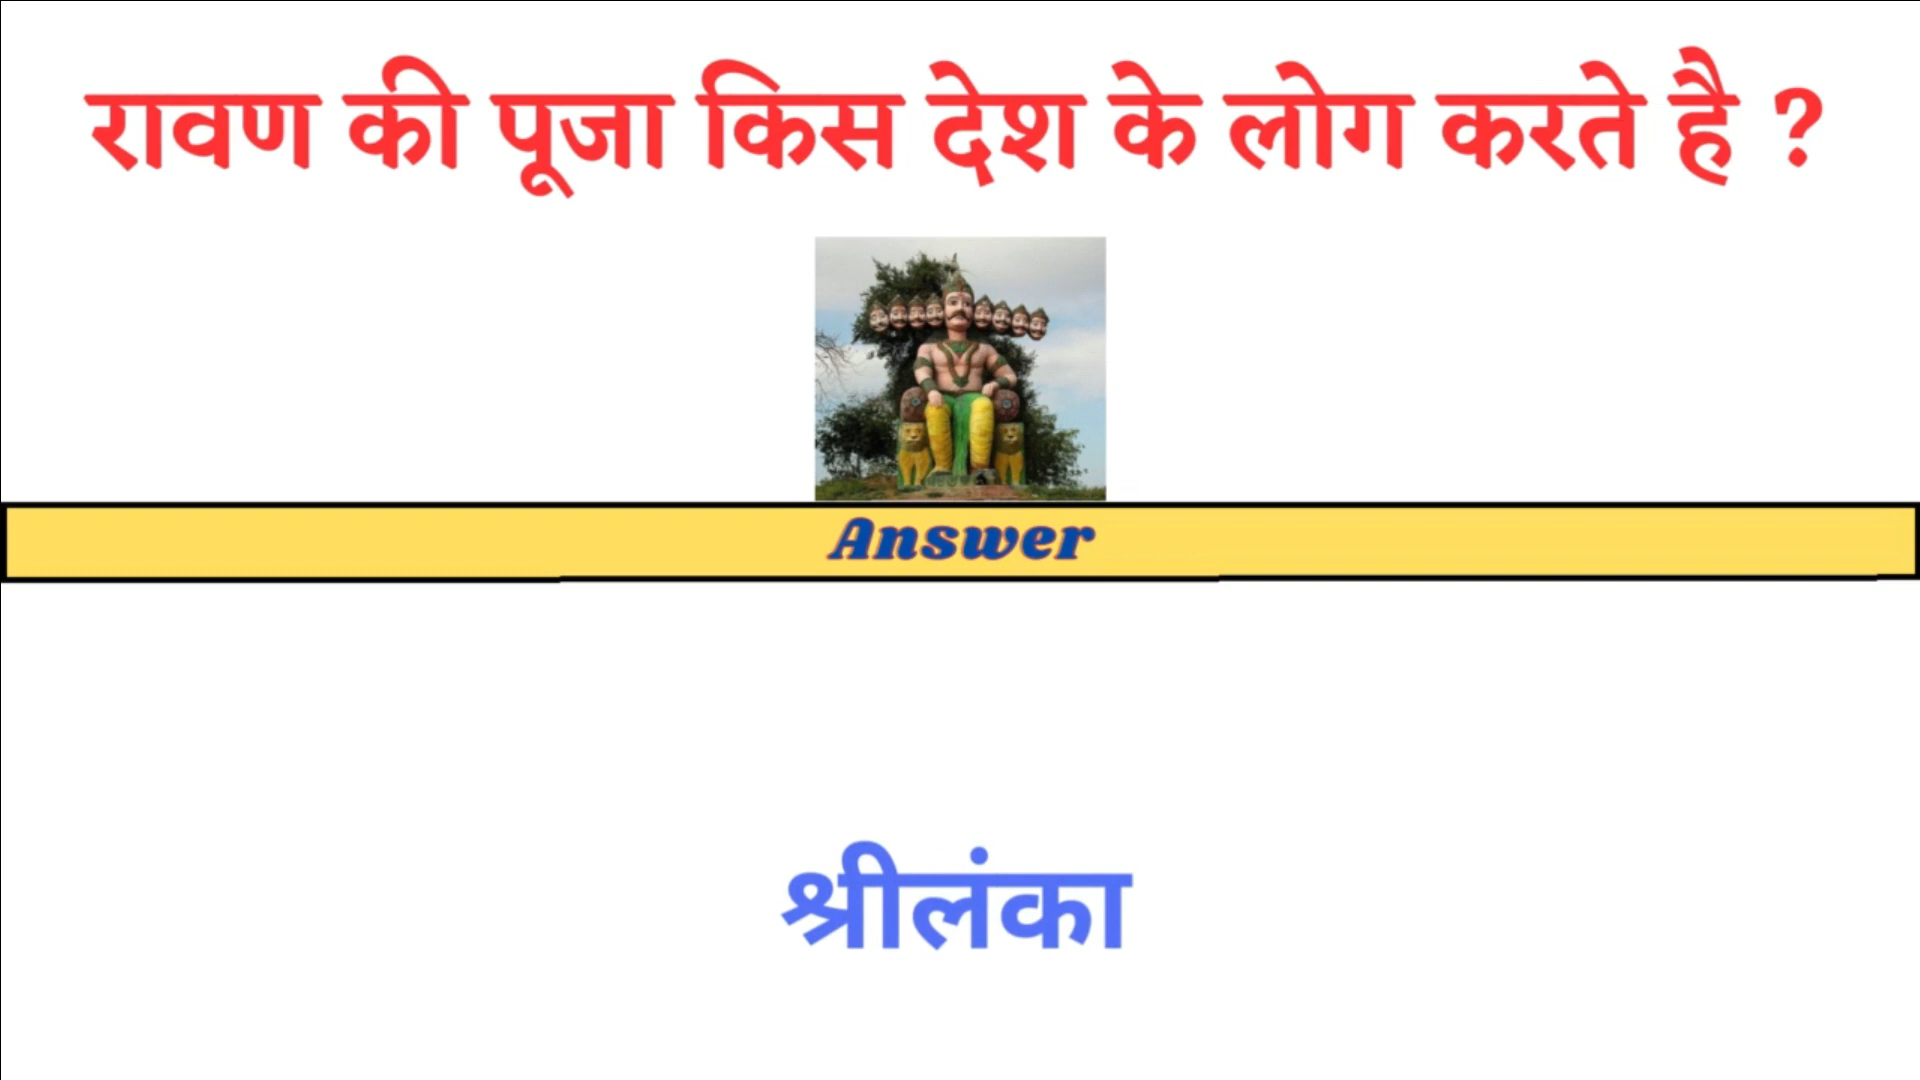 रावण की पूजा किस देश के लोग करते है ?
Answer
श्रीलंका